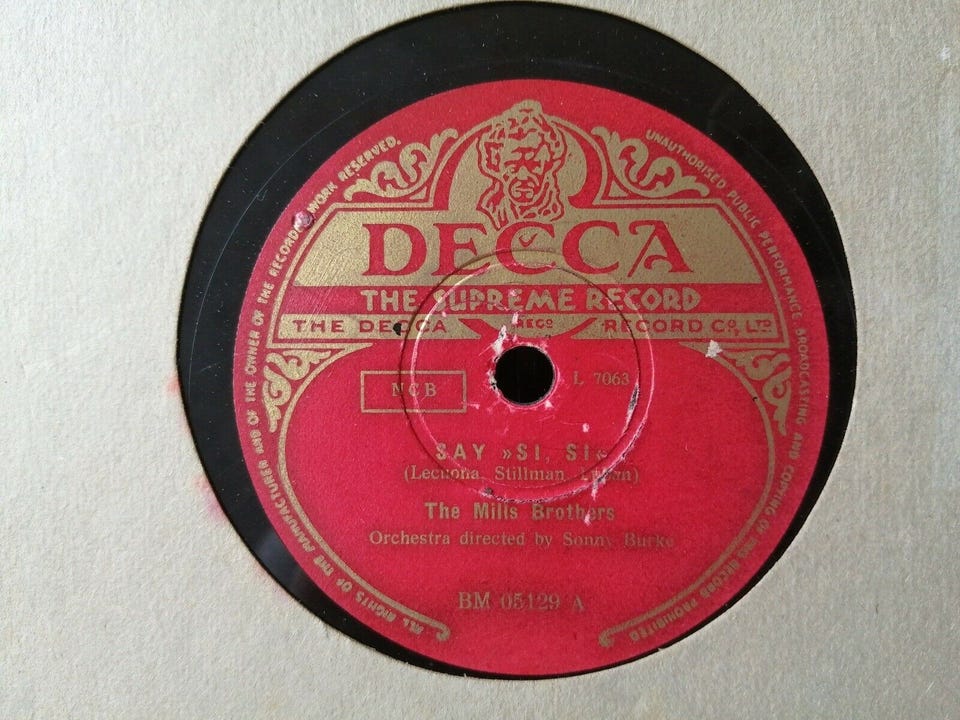 ALL RIGHTS OF THE MANUFACTURER AND OF THE OWNER OF THE RECORDED WORK RESERVED.
UNAUTHORISED PUBLIC PERFORMANCE, BROADCASTING AND COPYING OF THIS RECORD PROHIBITED
DECCA
THE SUPREME RECORD
THE DECCA REGD RECORD CO, LTD
NCB
L 7063
SAY »SI, SI«
(Lecuona Stillman Luban)
The Mills Brothers
Orchestra directed by Sonny Burke
BM 05129 A